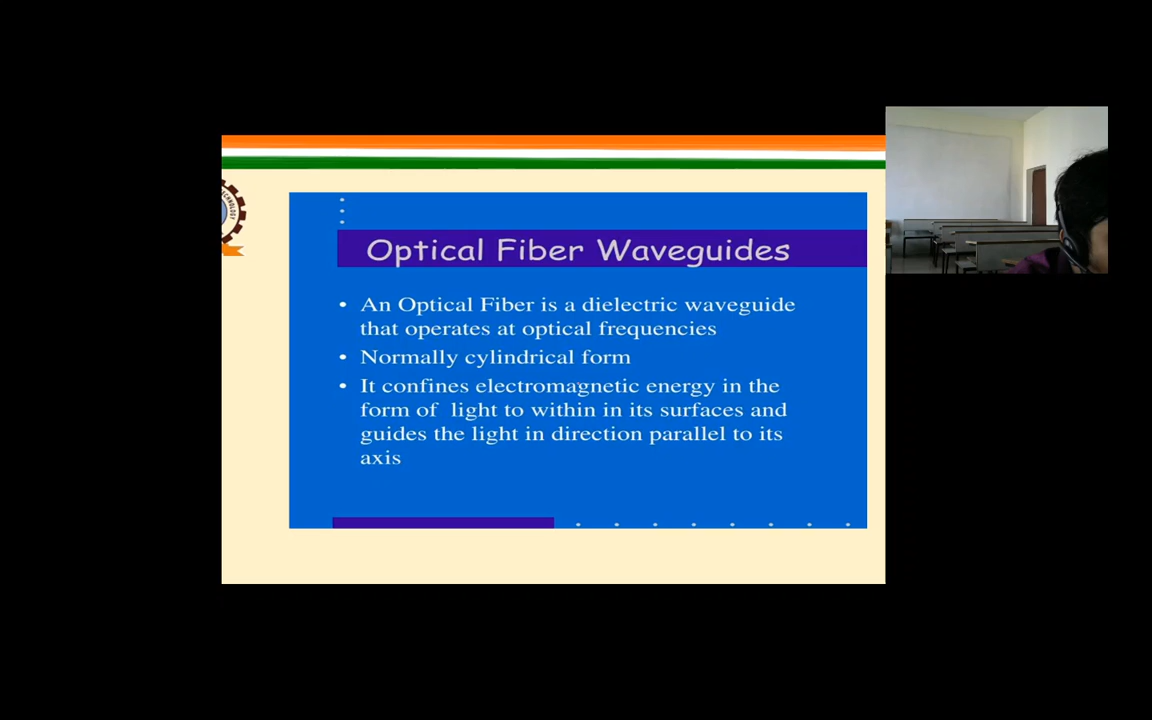 Optical Fiber Waveguides
• An Optical Fiber is a dielectric waveguide
that operates at optical frequencies
• Normally cylindrical form
• It confines electromagnetic energy in the
form of light to within in its surfaces and
guides the light in direction parallel to its
axis